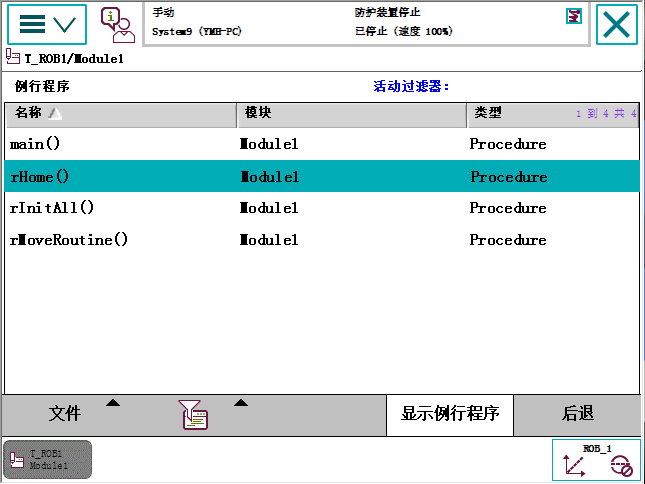 手动 防护装置停止
System9 (YMH-PC) 已停止 (速度 100%)
T_ROB1/Module1
例行程序 活动过滤器:
名称 模块 类型 1 到 4 共 4
main() Module1 Procedure
rHome() Module1 Procedure
rInitAll() Module1 Procedure
rMoveRoutine() Module1 Procedure
文件 显示例行程序 后退
T_ROB1
Module1
ROB_1